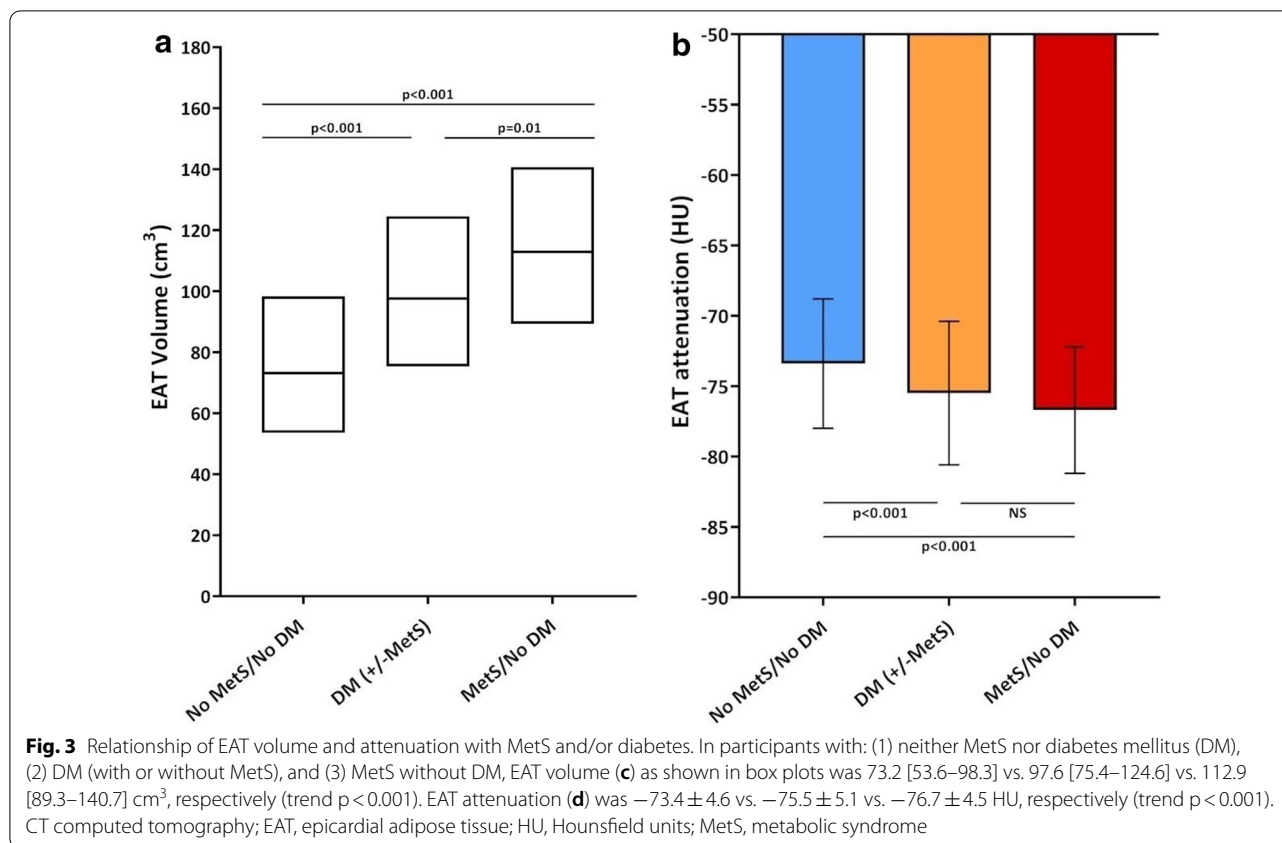 a
180
160
140
120
100
80
60
40
20
0
EAT Volume (cm³)
p<0.001
p<0.001 p=0.01
No MetS/No DM
DM (+/-MetS)
MetS/No DM
b
-50
-55
-60
-65
-70
-75
-80
-85
-90
EAT attenuation (HU)
p<0.001 NS
p<0.001
No MetS/No DM
DM (+/-MetS)
MetS/No DM
Fig. 3 Relationship of EAT volume and attenuation with MetS and/or diabetes. In participants with: (1) neither MetS nor diabetes mellitus (DM),
(2) DM (with or without MetS), and (3) MetS without DM, EAT volume (c) as shown in box plots was 73.2 [53.6–98.3] vs. 97.6 [75.4–124.6] vs. 112.9
[89.3–140.7] cm³, respectively (trend p < 0.001). EAT attenuation (d) was −73.4 ± 4.6 vs. −75.5 ± 5.1 vs. −76.7 ± 4.5 HU, respectively (trend p < 0.001).
CT computed tomography; EAT, epicardial adipose tissue; HU, Hounsfield units; MetS, metabolic syndrome